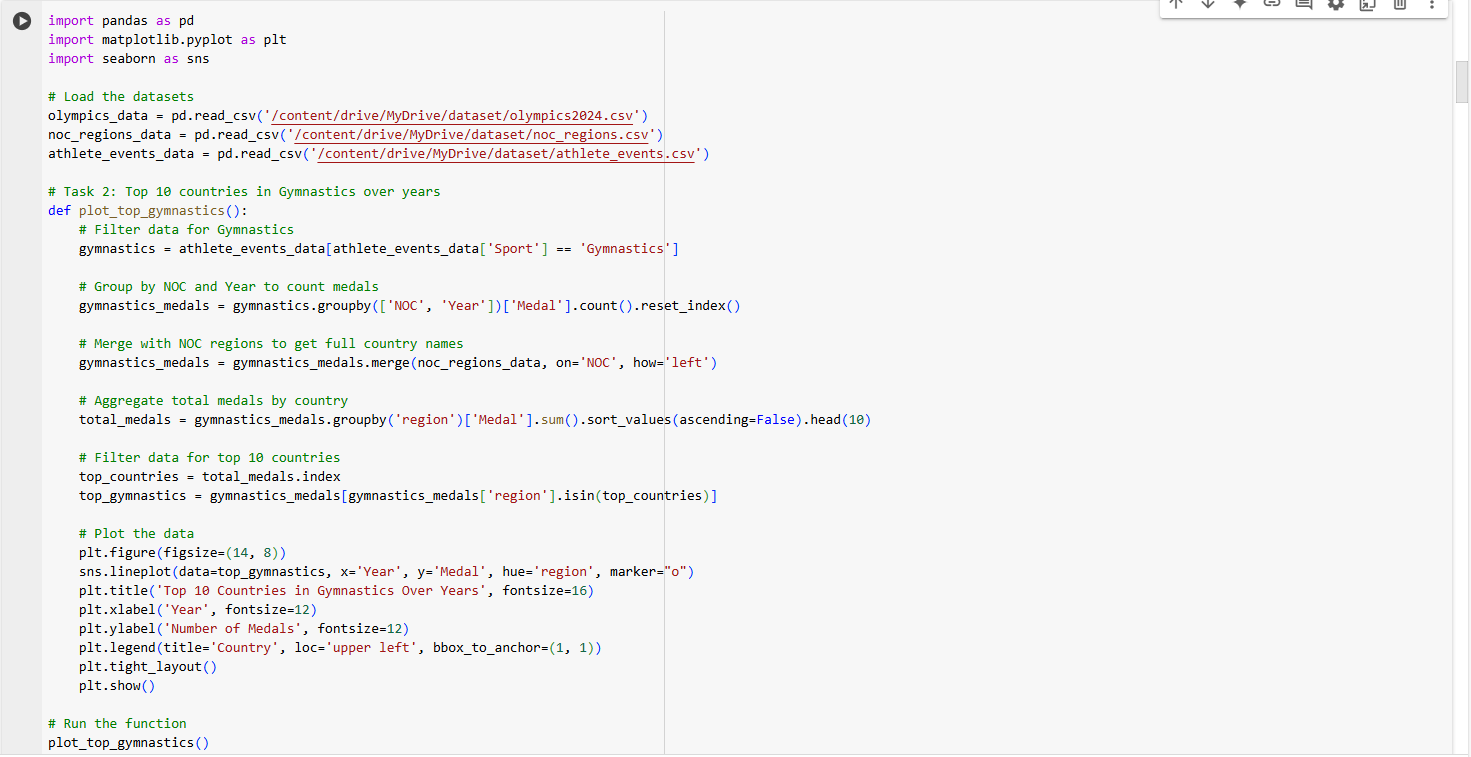 import pandas as pd
import matplotlib.pyplot as plt
import seaborn as sns
# Load the datasets
olympics_data = pd.read_csv('/content/drive/MyDrive/dataset/olympics2024.csv')
noc_regions_data = pd.read_csv('/content/drive/MyDrive/dataset/noc_regions.csv')
athlete_events_data = pd.read_csv('/content/drive/MyDrive/dataset/athlete_events.csv')
# Task 2: Top 10 countries in Gymnastics over years
def plot_top_gymnastics():
    # Filter data for Gymnastics
    gymnastics = athlete_events_data[athlete_events_data['Sport'] == 'Gymnastics']
    # Group by NOC and Year to count medals
    gymnastics_medals = gymnastics.groupby(['NOC', 'Year'])['Medal'].count().reset_index()
    # Merge with NOC regions to get full country names
    gymnastics_medals = gymnastics_medals.merge(noc_regions_data, on='NOC', how='left')
    # Aggregate total medals by country
    total_medals = gymnastics_medals.groupby('region')['Medal'].sum().sort_values(ascending=False).head(10)
    # Filter data for top 10 countries
    top_countries = total_medals.index
    top_gymnastics = gymnastics_medals[gymnastics_medals['region'].isin(top_countries)]
    # Plot the data
    plt.figure(figsize=(14, 8))
    sns.lineplot(data=top_gymnastics, x='Year', y='Medal', hue='region', marker="o")
    plt.title('Top 10 Countries in Gymnastics Over Years', fontsize=16)
    plt.xlabel('Year', fontsize=12)
    plt.ylabel('Number of Medals', fontsize=12)
    plt.legend(title='Country', loc='upper left', bbox_to_anchor=(1, 1))
    plt.tight_layout()
    plt.show()
# Run the function
plot_top_gymnastics()